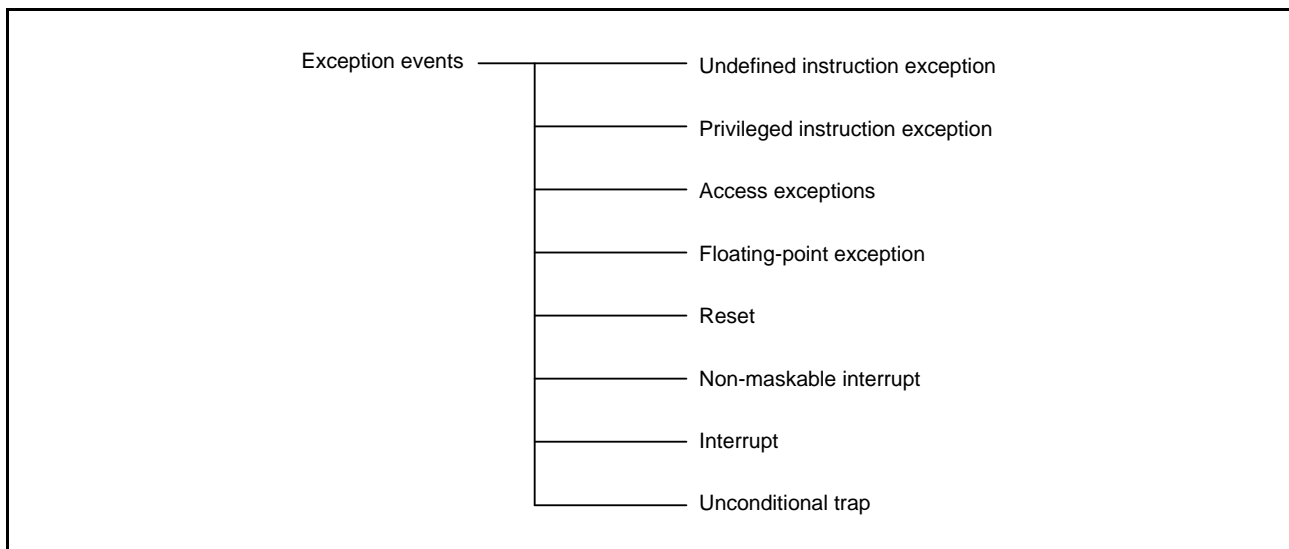 Exception events
Undefined instruction exception
Privileged instruction exception
Access exceptions
Floating-point exception
Reset
Non-maskable interrupt
Interrupt
Unconditional trap